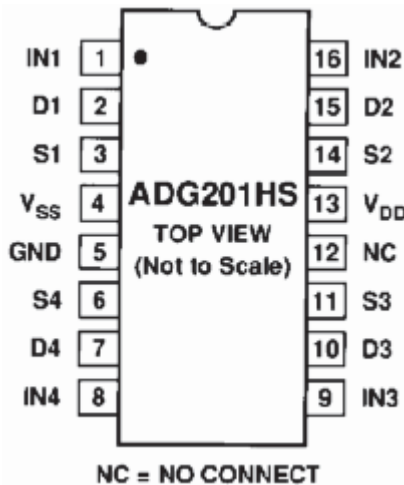 IN1 1 16 IN2
D1 2 15 D2
S1 3 14 S2
VSS 4 ADG201HS 13 VDD
TOP VIEW
GND 5 12 NC
(Not to Scale)
S4 6 11 S3
D4 7 10 D3
IN4 8 9 IN3
NC = NO CONNECT